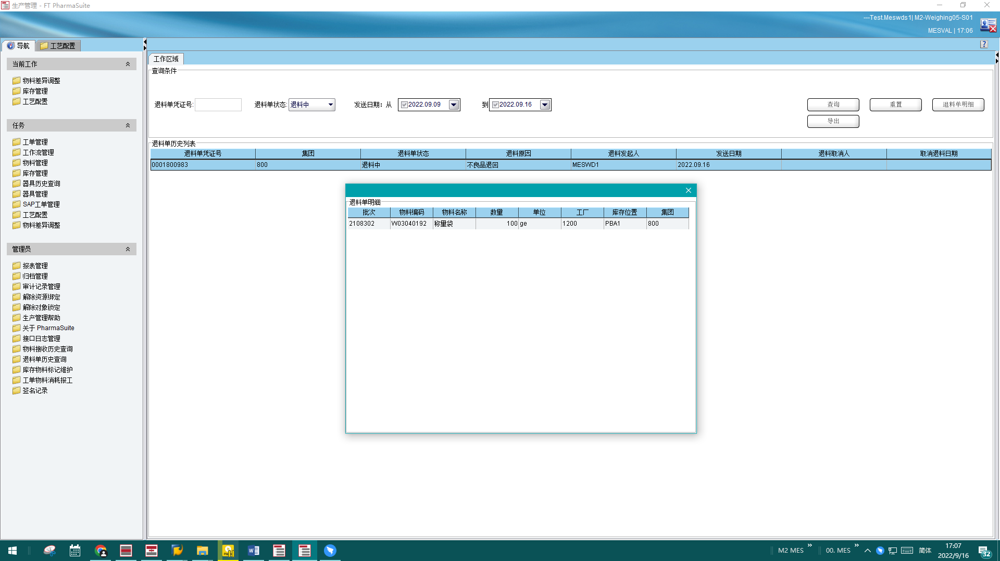 生产管理 - FT PharmaSuite
---Test.Meswds1| M2-Weighing05-S01
MESVAL | 17:06
导航
工艺配置
当前工作
物料差异调整
库存管理
工艺配置
任务
工单管理
工作流管理
物料管理
库存管理
器具历史查询
器具管理
SAP工单管理
工艺配置
物料差异调整
管理员
报表管理
归档管理
审计记录管理
解除资源绑定
解除对象锁定
生产管理帮助
关于 PharmaSuite
接口日志管理
物料接收历史查询
退料单历史查询
库存物料标记维护
工单物料消耗报工
签名记录
?
工作区域
查询条件
退料单凭证号:
退料单状态: 退料中
发送日期：从 2022.09.09
到 2022.09.16
查询
重置
退料单明细
导出
退料单历史列表
退料单凭证号 集团 退料单状态 退料原因 退料发起人 发送日期 退料取消人 取消退料日期
0001800983 800 退料中 不良品退回 MESWD1 2022.09.16
退料单明细
批次 物料编码 物料名称 数量 单位 工厂 库存位置 集团
2108302 W03040192 称量袋 100 ge 1200 PBA1 800
M2 MES
00. MES
简体
17:07
2022/9/16
32